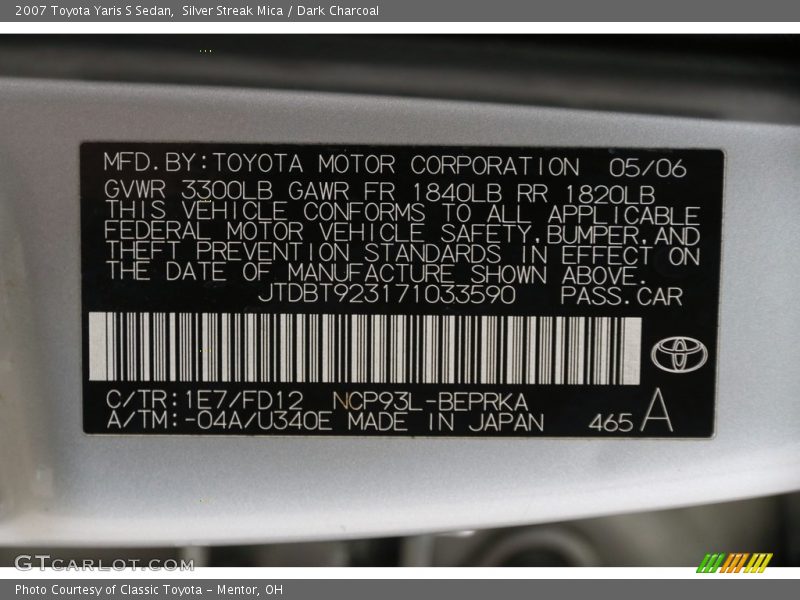 2007 Toyota Yaris S Sedan,  Silver Streak Mica / Dark Charcoal
MFD.BY:TOYOTA MOTOR CORPORATION 05/06
GVWR 3300LB GAWR FR 1840LB RR 1820LB
THIS VEHICLE CONFORMS TO ALL APPLICABLE
FEDERAL MOTOR VEHICLE SAFETY,BUMPER,AND
THEFT PREVENTION STANDARDS IN EFFECT ON
THE DATE OF MANUFACTURE SHOWN ABOVE.
JTDBT923171033590 PASS.CAR
C/TR:1E7/FD12 NCP93L-BEPRKA
A/TM:-04A/U340E MADE IN JAPAN 465 A
GTCARLOT.COM
Photo Courtesy of Classic Toyota - Mentor, OH